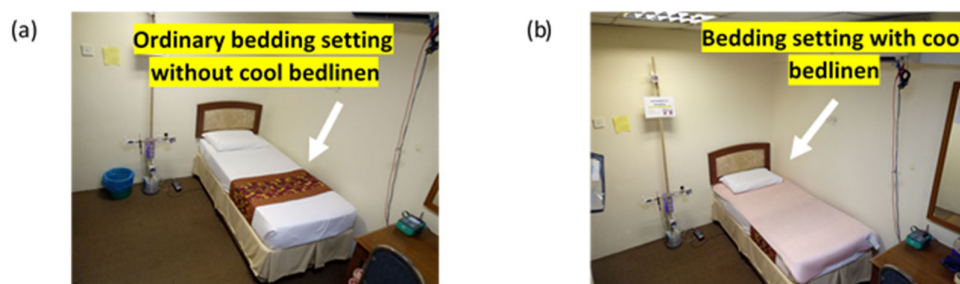 (a)
Ordinary bedding setting
without cool bedlinen
(b)
Bedding setting with coo
bedlinen